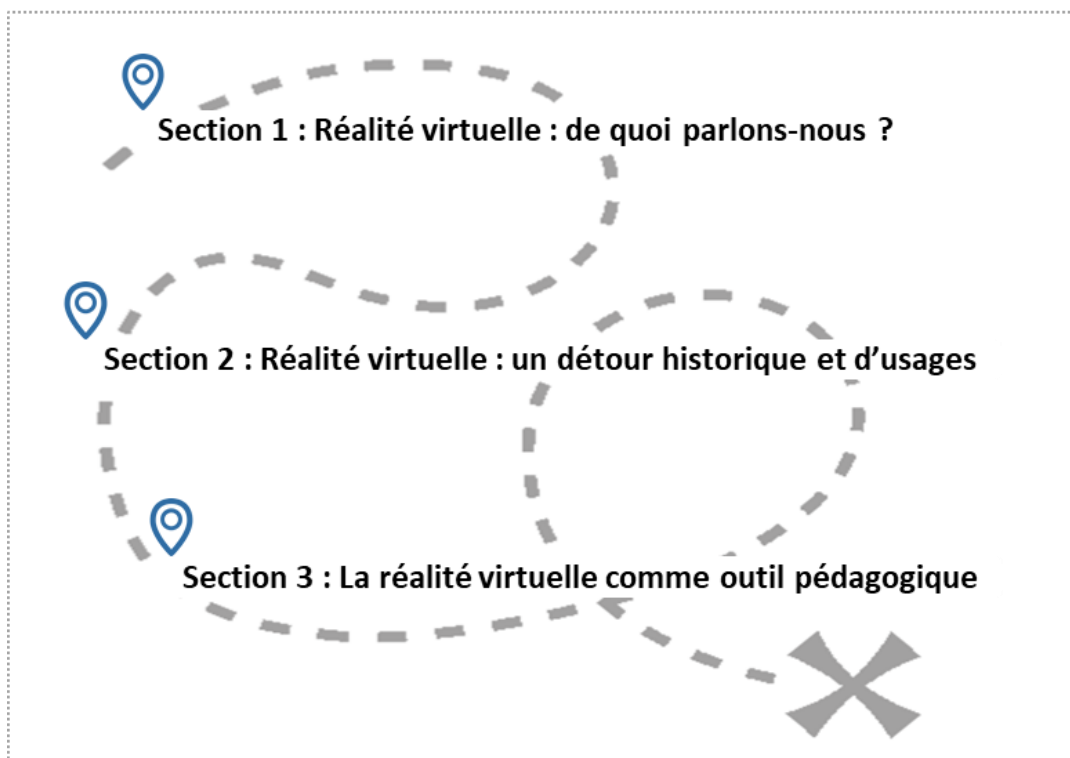 Section 1 : Réalité virtuelle : de quoi parlons-nous ?
Section 2 : Réalité virtuelle : un détour historique et d’usages
Section 3 : La réalité virtuelle comme outil pédagogique